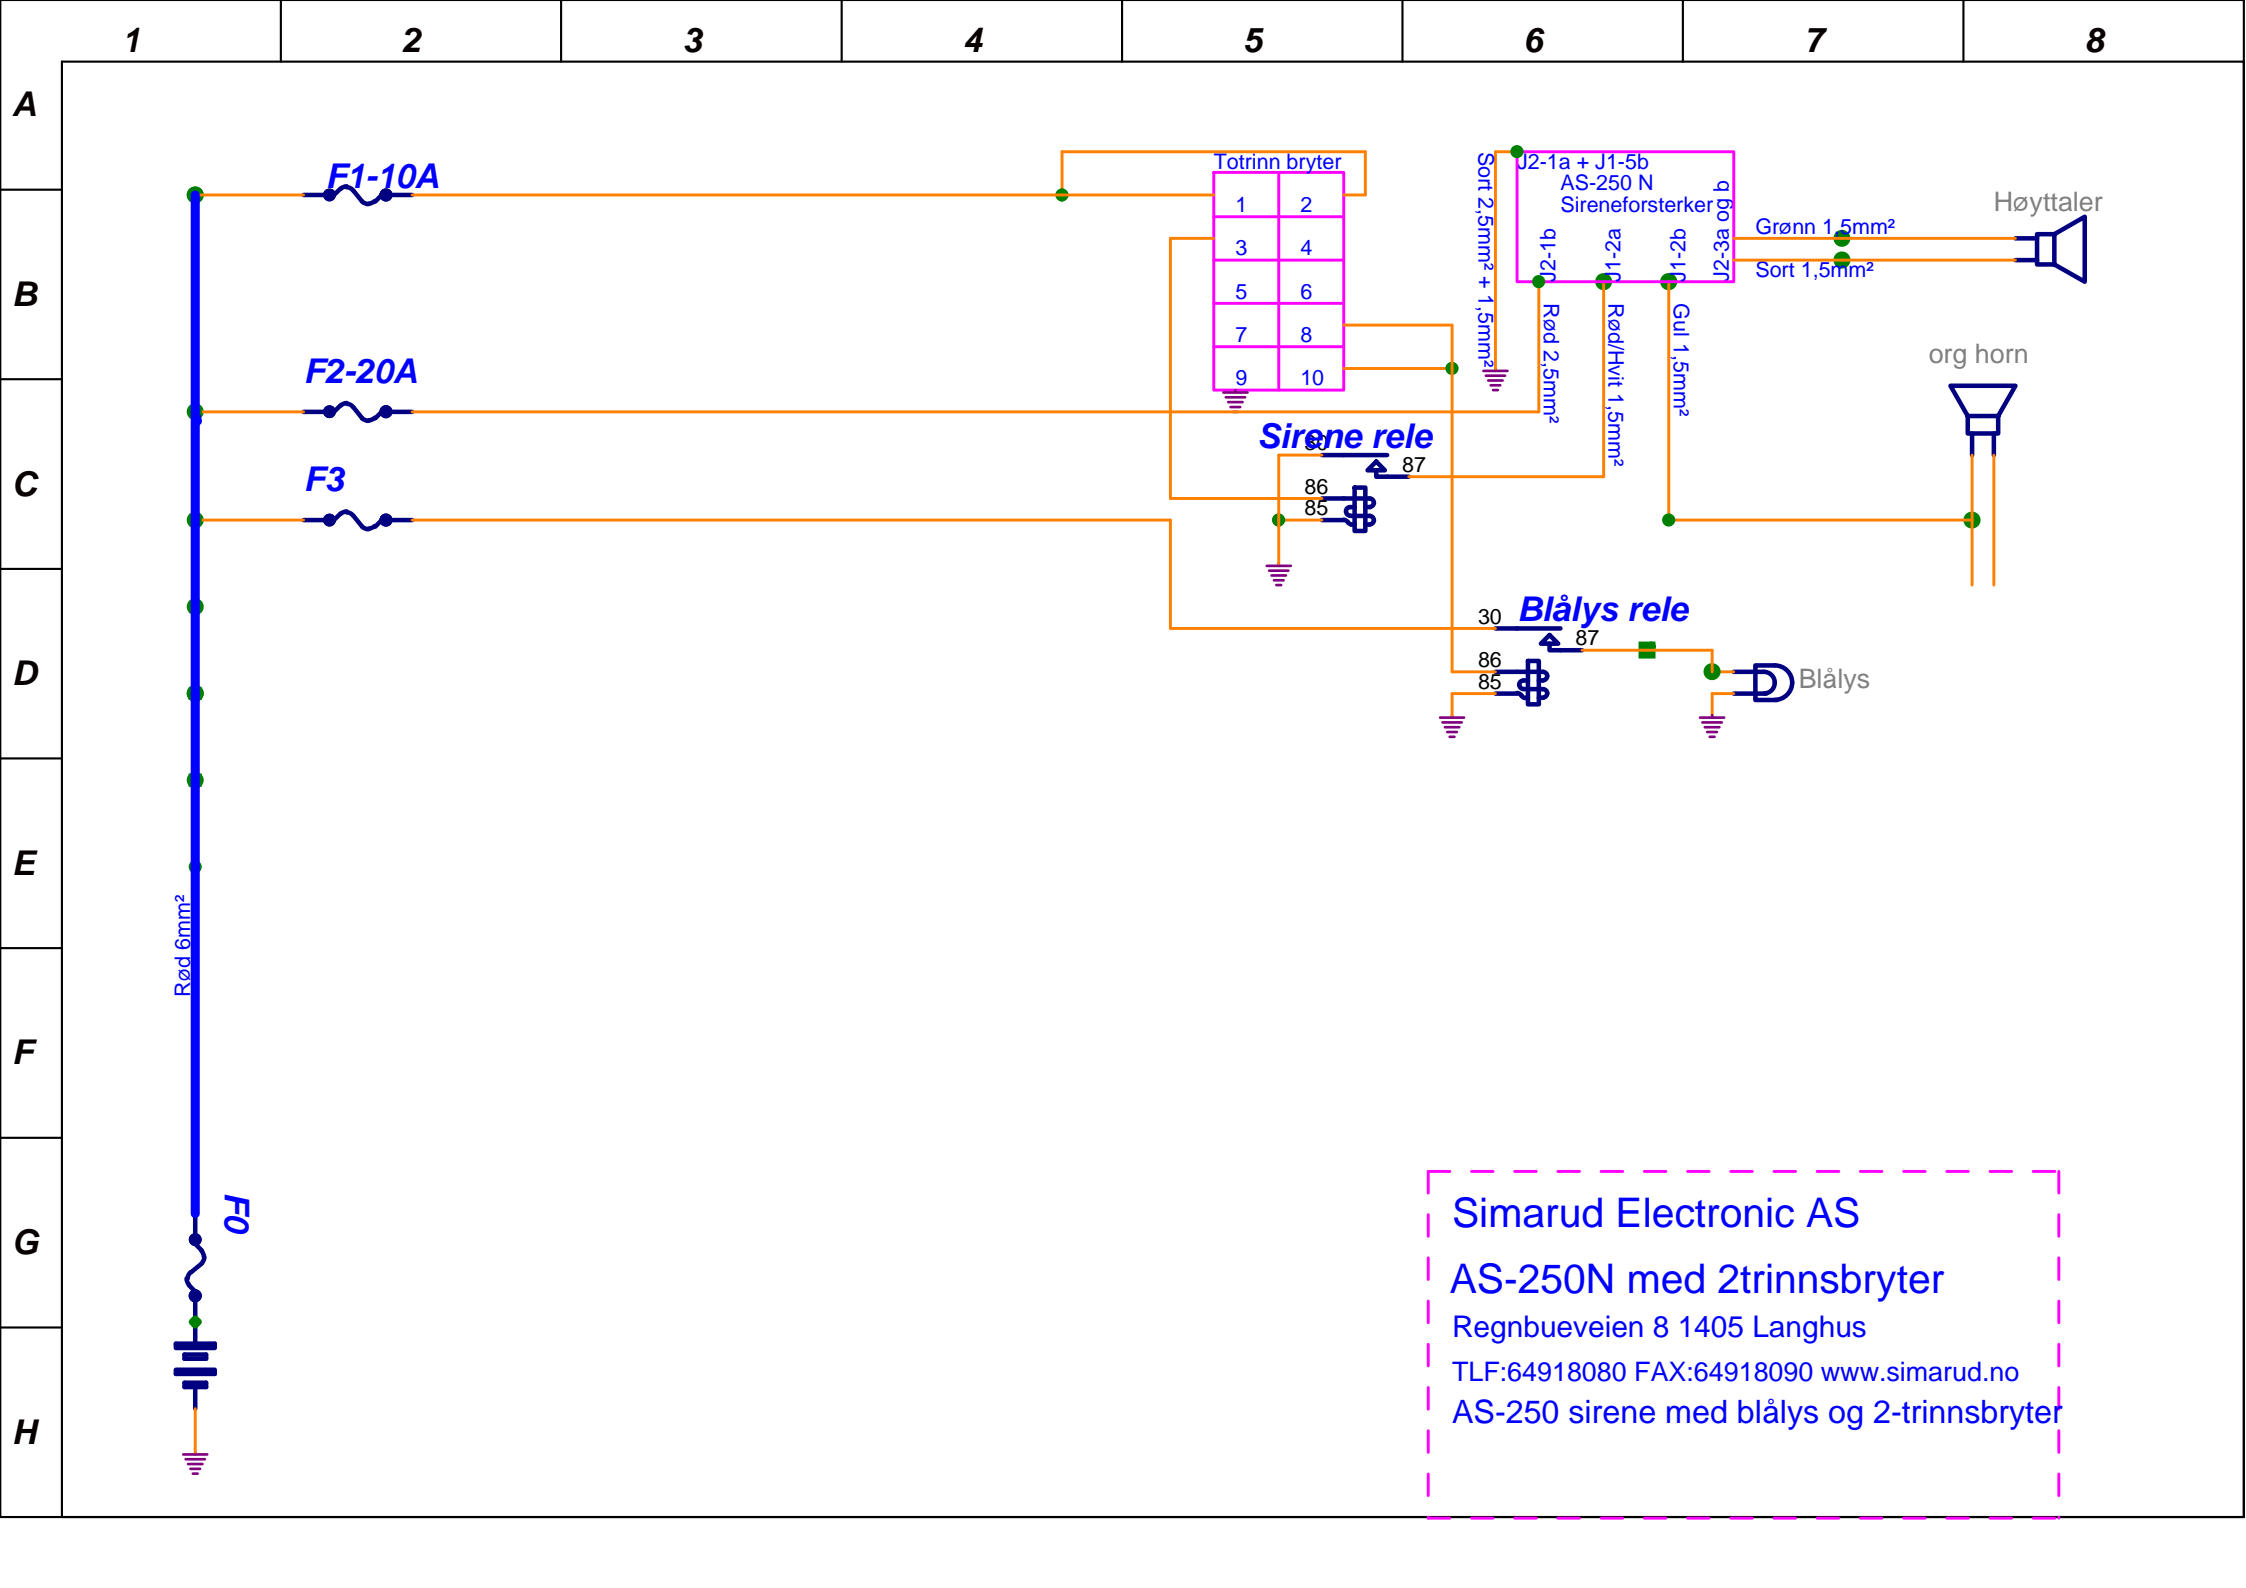 1 2 3 4 5 6 7 8
A
B
C
D
E
F
G
H
F1-10A
F2-20A
F3
Rød 6mm²
F0
Totrinn bryter
1 2
3 4
5 6
7 8
9 10
Sort 2,5mm² + 1,5mm²
J2-1a + J1-5b
AS-250 N
Sireneforsterker
J2-1b
J1-2a
J1-2b
J2-3a og b
Rød 2,5mm²
Rød/Hvit 1,5mm²
Gul 1,5mm²
Grønn 1,5mm²
Sort 1,5mm²
Høyttaler
org horn
Sirene rele
30
87
86
85
Blålys rele
30
87
86
85
Blålys
Simarud Electronic AS
AS-250N med 2trinnsbryter
Regnbueveien 8 1405 Langhus
TLF:64918080 FAX:64918090 www.simarud.no
AS-250 sirene med blålys og 2-trinnsbryter